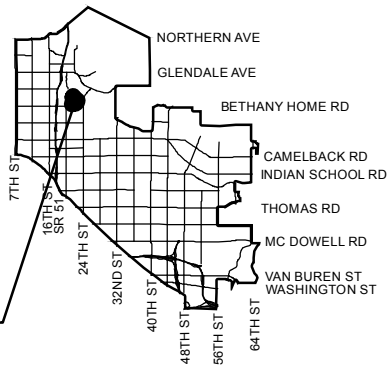 NORTHERN AVE
GLENDALE AVE
BETHANY HOME RD
CAMELBACK RD
INDIAN SCHOOL RD
THOMAS RD
MC DOWELL RD
VAN BUREN ST
WASHINGTON ST
7TH ST
16TH ST
SR 51
24TH ST
32ND ST
40TH ST
48TH ST
56TH ST
64TH ST